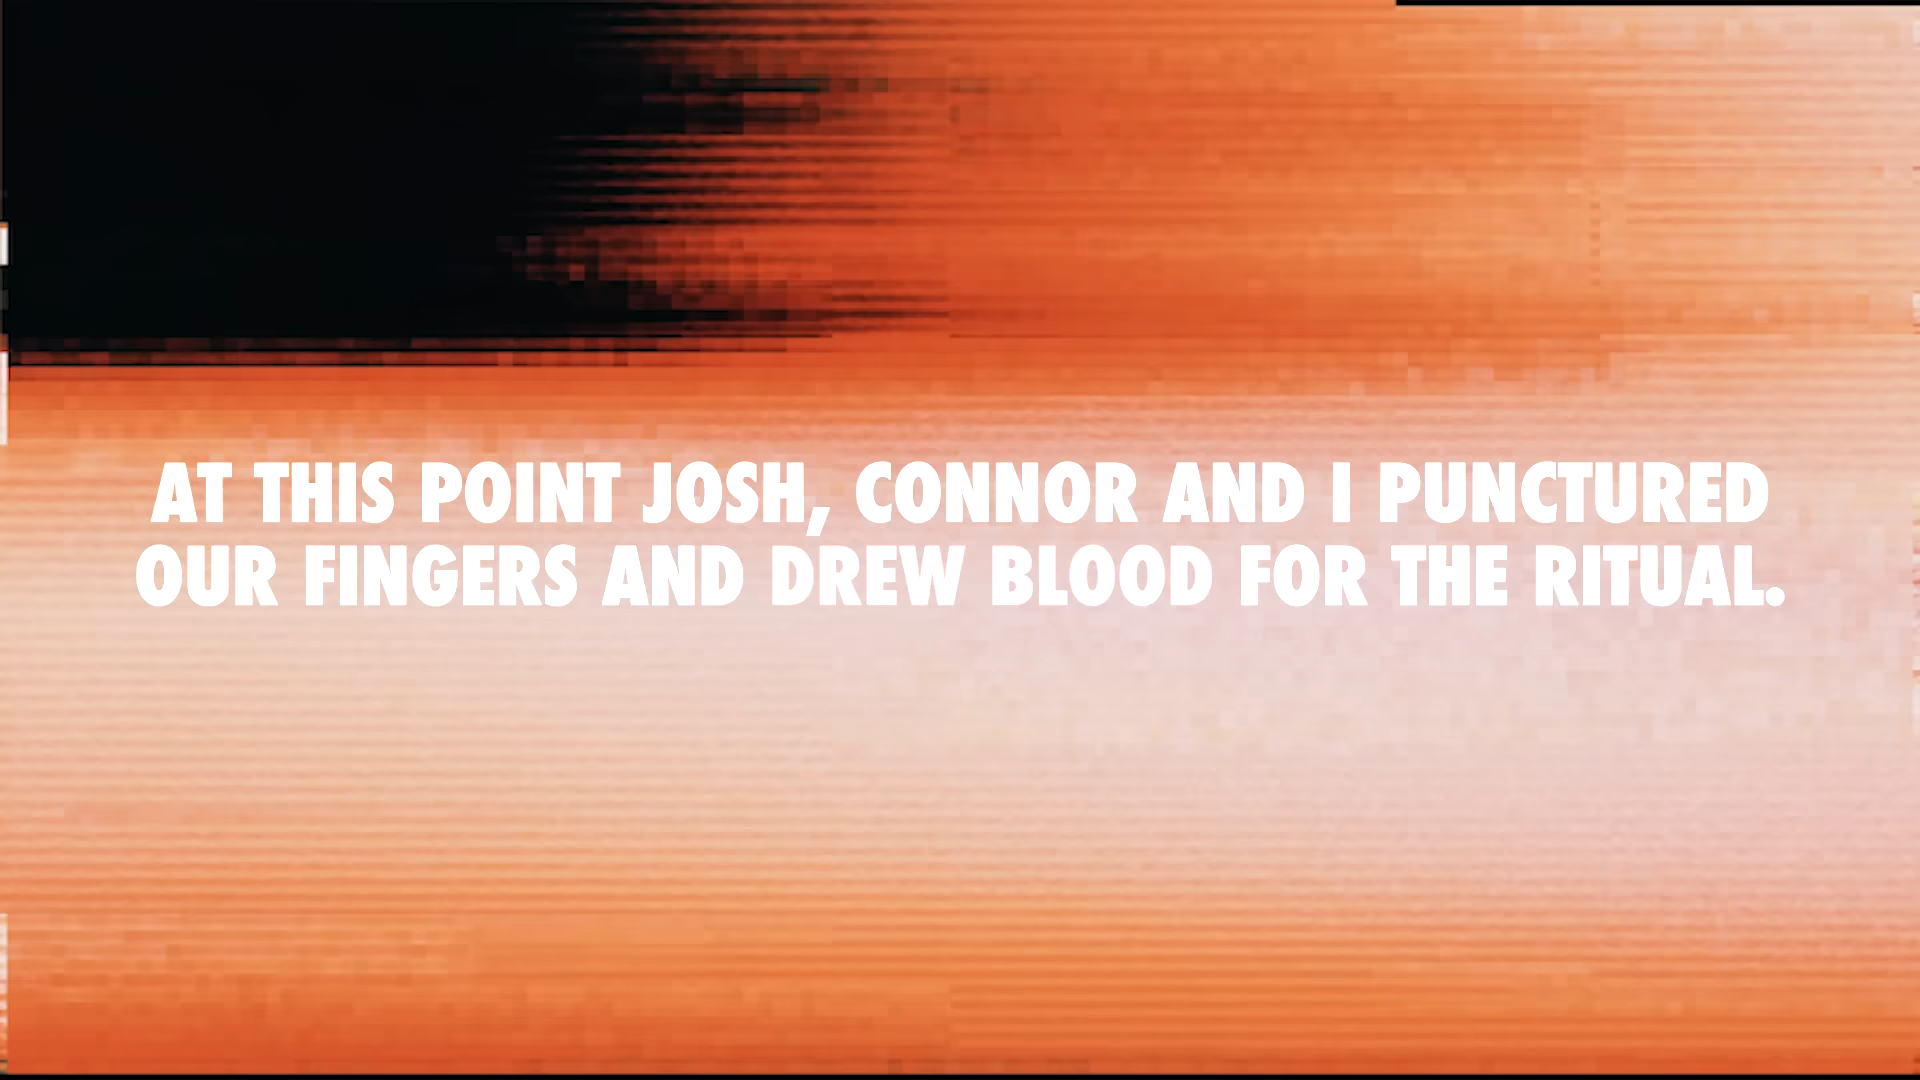 AT THIS POINT JOSH, CONNOR AND I PUNCTURED
OUR FINGERS AND DREW BLOOD FOR THE RITUAL.